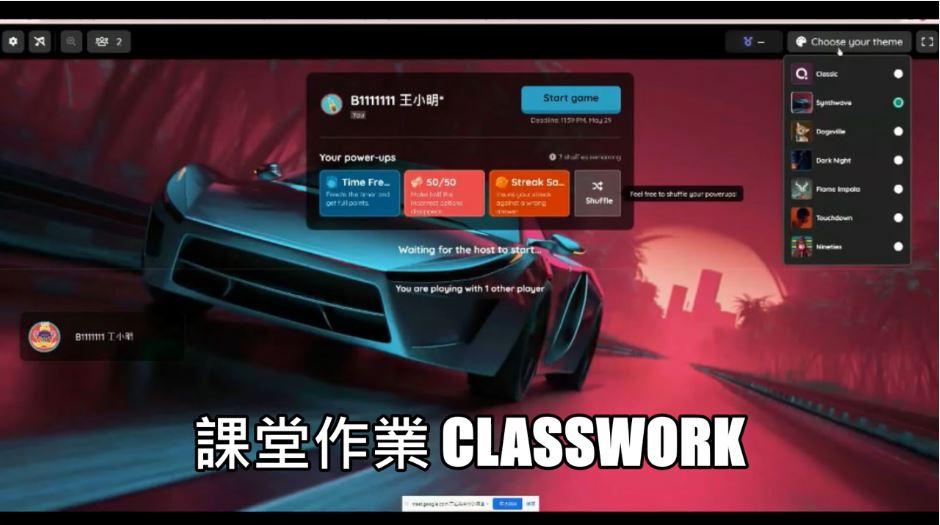 2
–
Choose your theme
Classic
Synthwave
Dogeville
Dark Night
Flame Impala
Touchdown
Nineties
B1111111 王小明*
You
Start game
Deadline: 11:59 PM, May 29
Your power-ups
shuffles remaining
Time Fre...
Freeze the timer and
get full points.
50/50
Make half the
incorrect options
disappear.
Streak Sa...
Insure your streak
against a wrong
answer.
Shuffle
Feel free to shuffle your powerups!
Waiting for the host to start...
You are playing with 1 other player
B1111111 王小明
課堂作業 CLASSWORK
meet.google.com